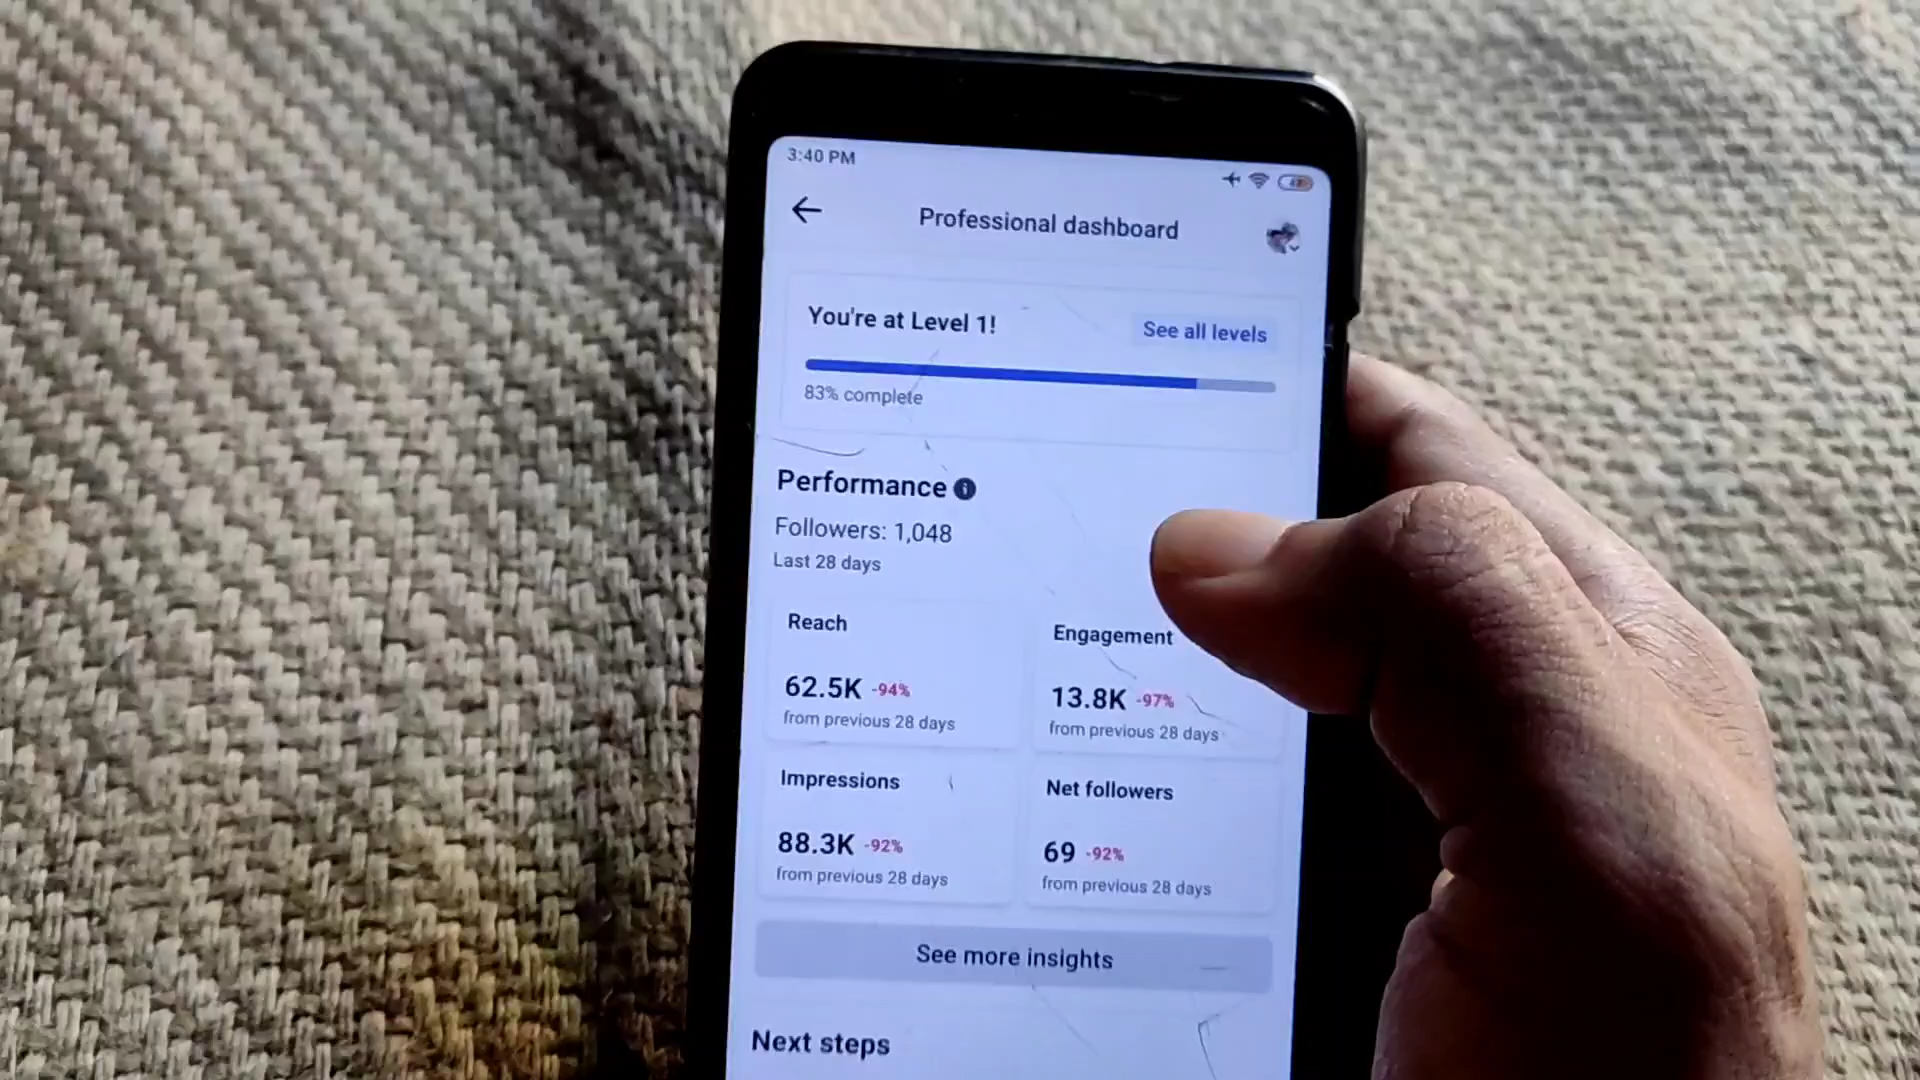 3:40 PM
Professional dashboard
You're at Level 1!
See all levels
83% complete
Performance
Followers: 1,048
Last 28 days
Reach
Engagement
62.5K -94%
13.8K -97%
from previous 28 days
from previous 28 days
Impressions
Net followers
88.3K -92%
69 -92%
from previous 28 days
from previous 28 days
See more insights
Next steps